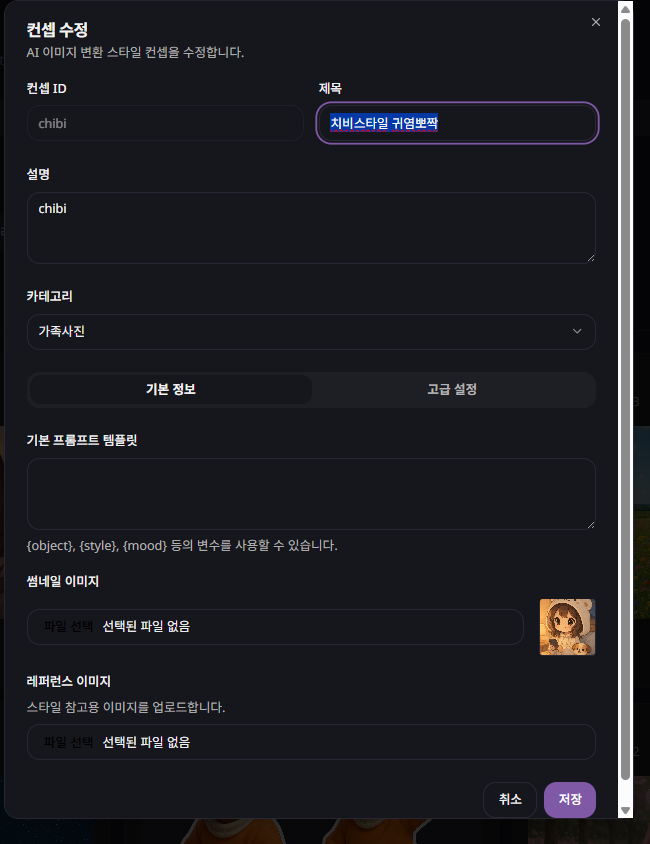 컨셉 수정
AI 이미지 변환 스타일 컨셉을 수정합니다.
컨셉 ID
제목
chibi
치비스타일 귀염뽀짝
설명
chibi
카테고리
가족사진
기본 정보
고급 설정
기본 프롬프트 템플릿
{object}, {style}, {mood} 등의 변수를 사용할 수 있습니다.
썸네일 이미지
파일 선택 선택된 파일 없음
레퍼런스 이미지
스타일 참고용 이미지를 업로드합니다.
파일 선택 선택된 파일 없음
취소
저장